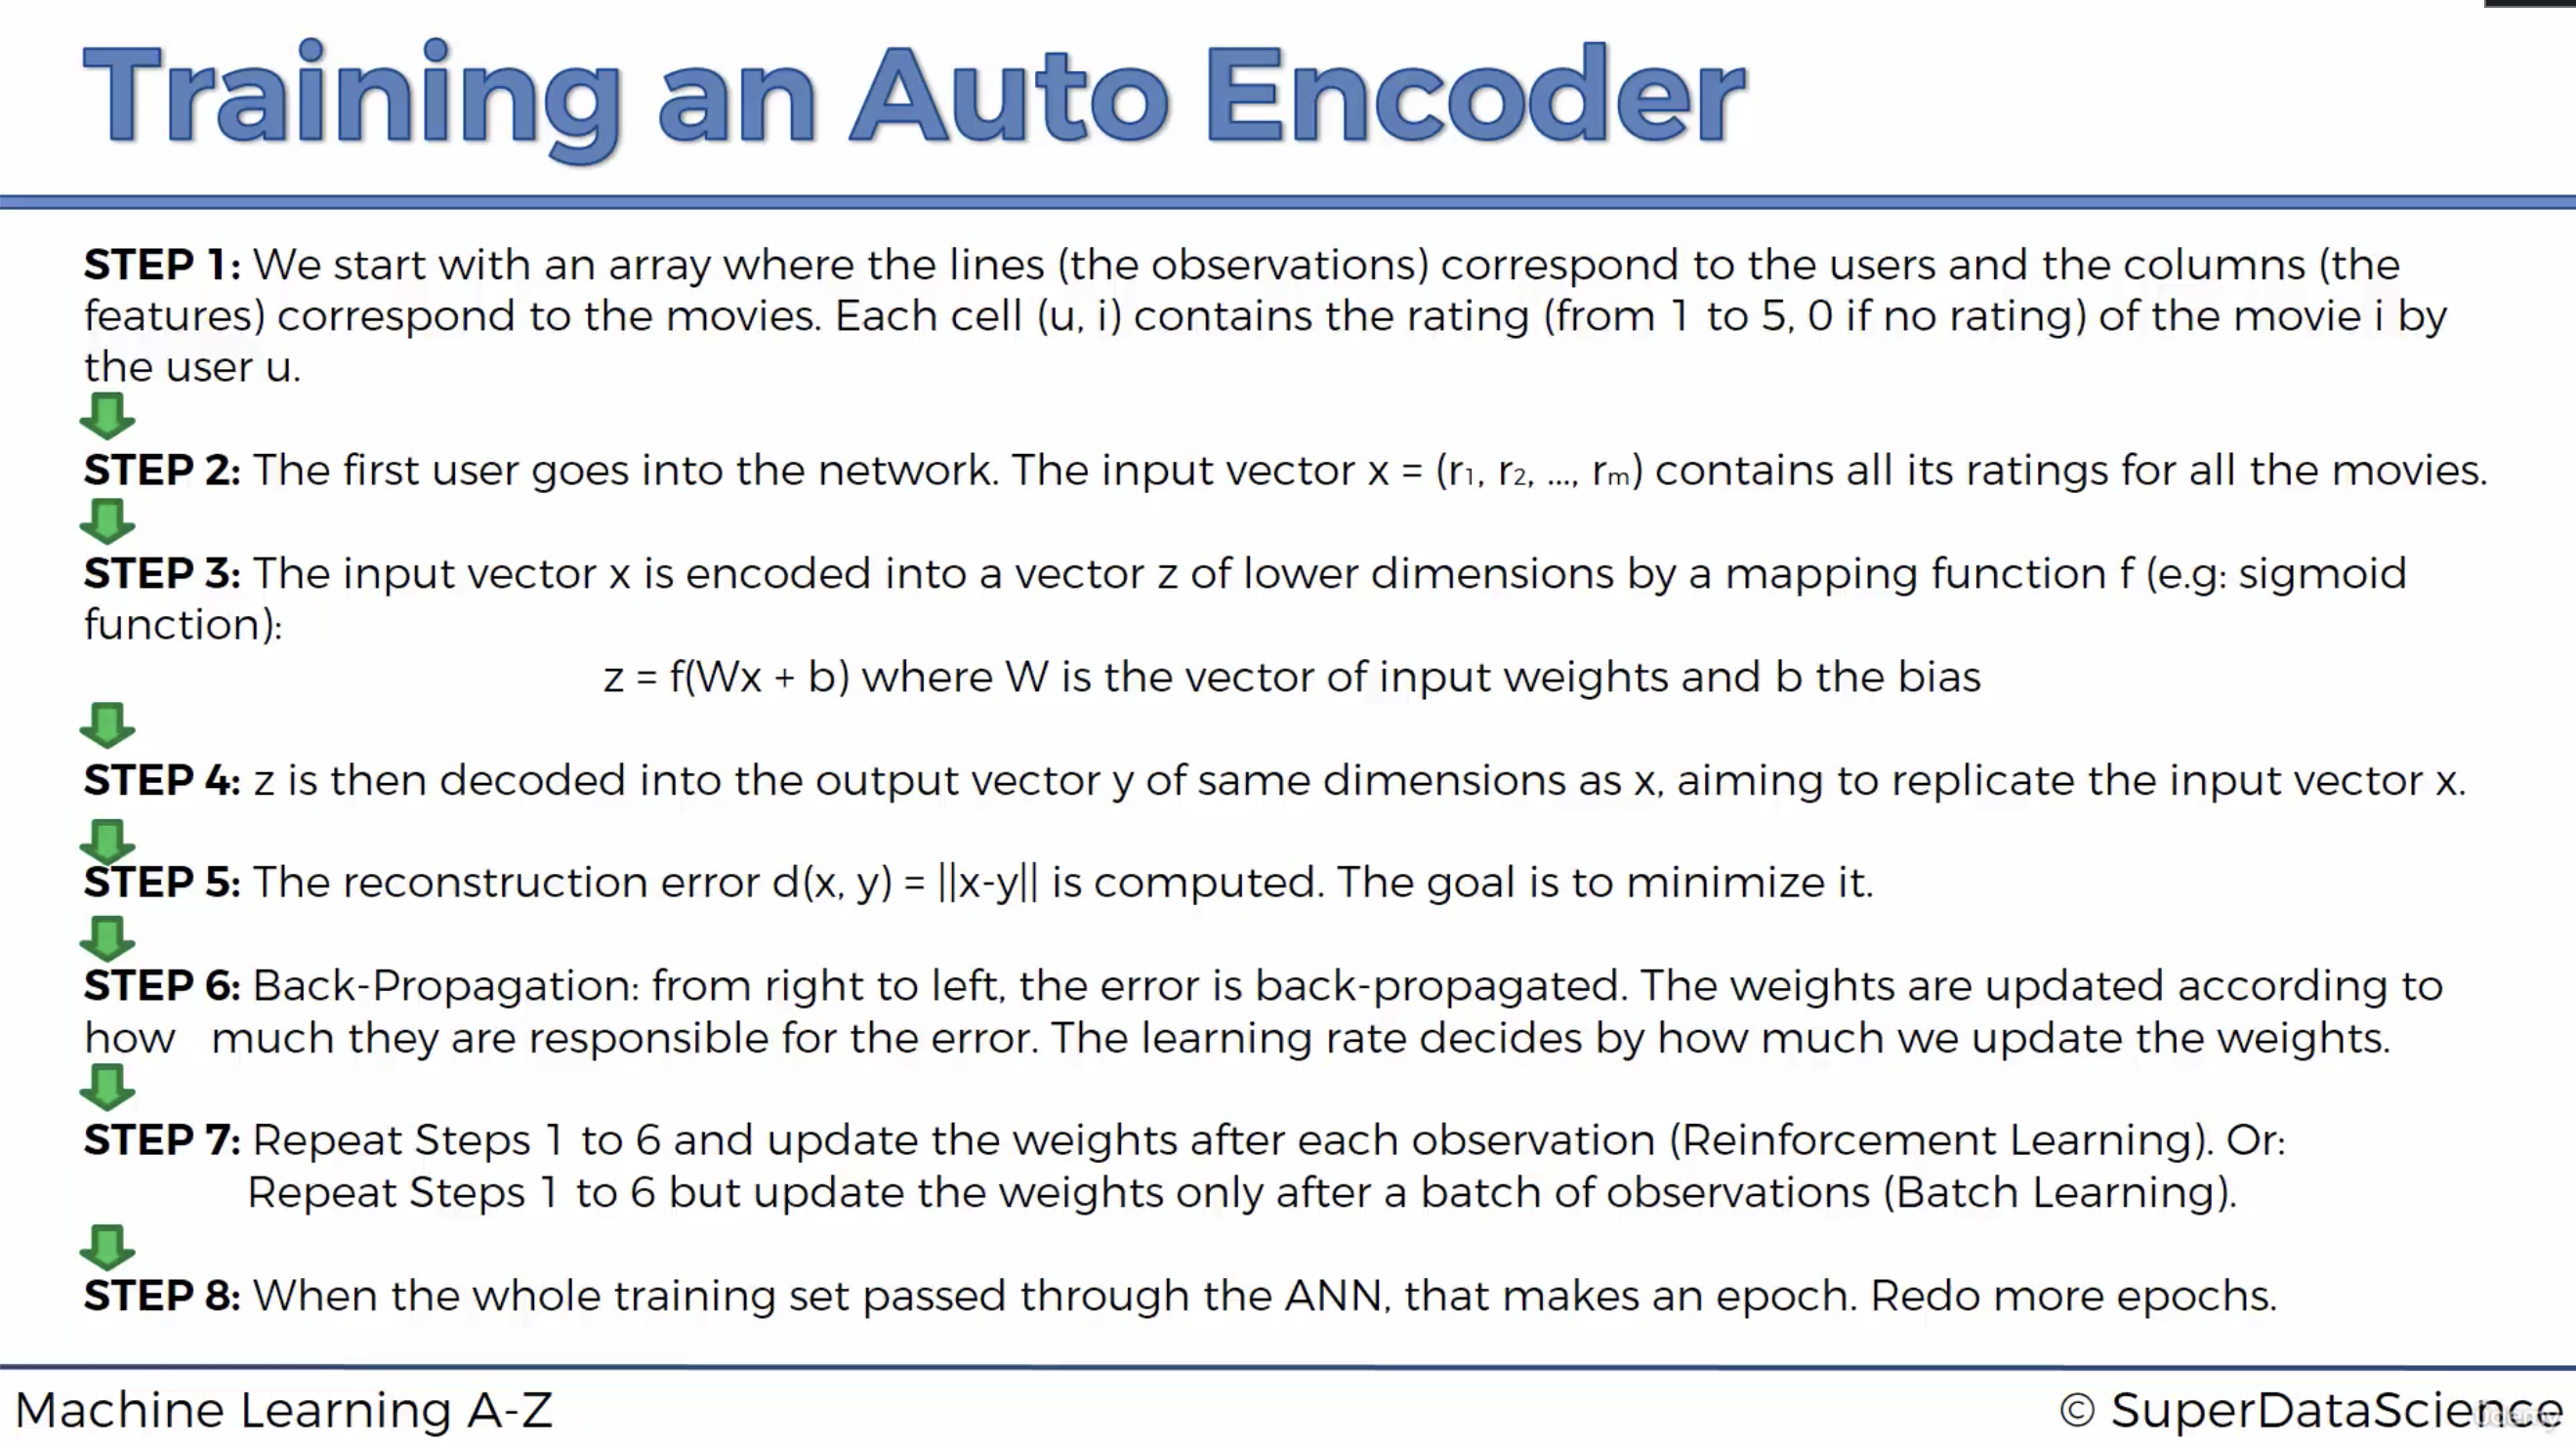 Training an Auto Encoder
STEP 1: We start with an array where the lines (the observations) correspond to the users and the columns (the
features) correspond to the movies. Each cell (u, i) contains the rating (from 1 to 5, 0 if no rating) of the movie i by
the user u.
STEP 2: The first user goes into the network. The input vector x = (r₁, r₂, ..., rₘ) contains all its ratings for all the movies.
STEP 3: The input vector x is encoded into a vector z of lower dimensions by a mapping function f (e.g: sigmoid
function):
z = f(Wx + b) where W is the vector of input weights and b the bias
STEP 4: z is then decoded into the output vector y of same dimensions as x, aiming to replicate the input vector x.
STEP 5: The reconstruction error d(x, y) = ||x-y|| is computed. The goal is to minimize it.
STEP 6: Back-Propagation: from right to left, the error is back-propagated. The weights are updated according to
how much they are responsible for the error. The learning rate decides by how much we update the weights.
STEP 7: Repeat Steps 1 to 6 and update the weights after each observation (Reinforcement Learning). Or:
Repeat Steps 1 to 6 but update the weights only after a batch of observations (Batch Learning).
STEP 8: When the whole training set passed through the ANN, that makes an epoch. Redo more epochs.
Machine Learning A-Z
© SuperDataScience
Udemy